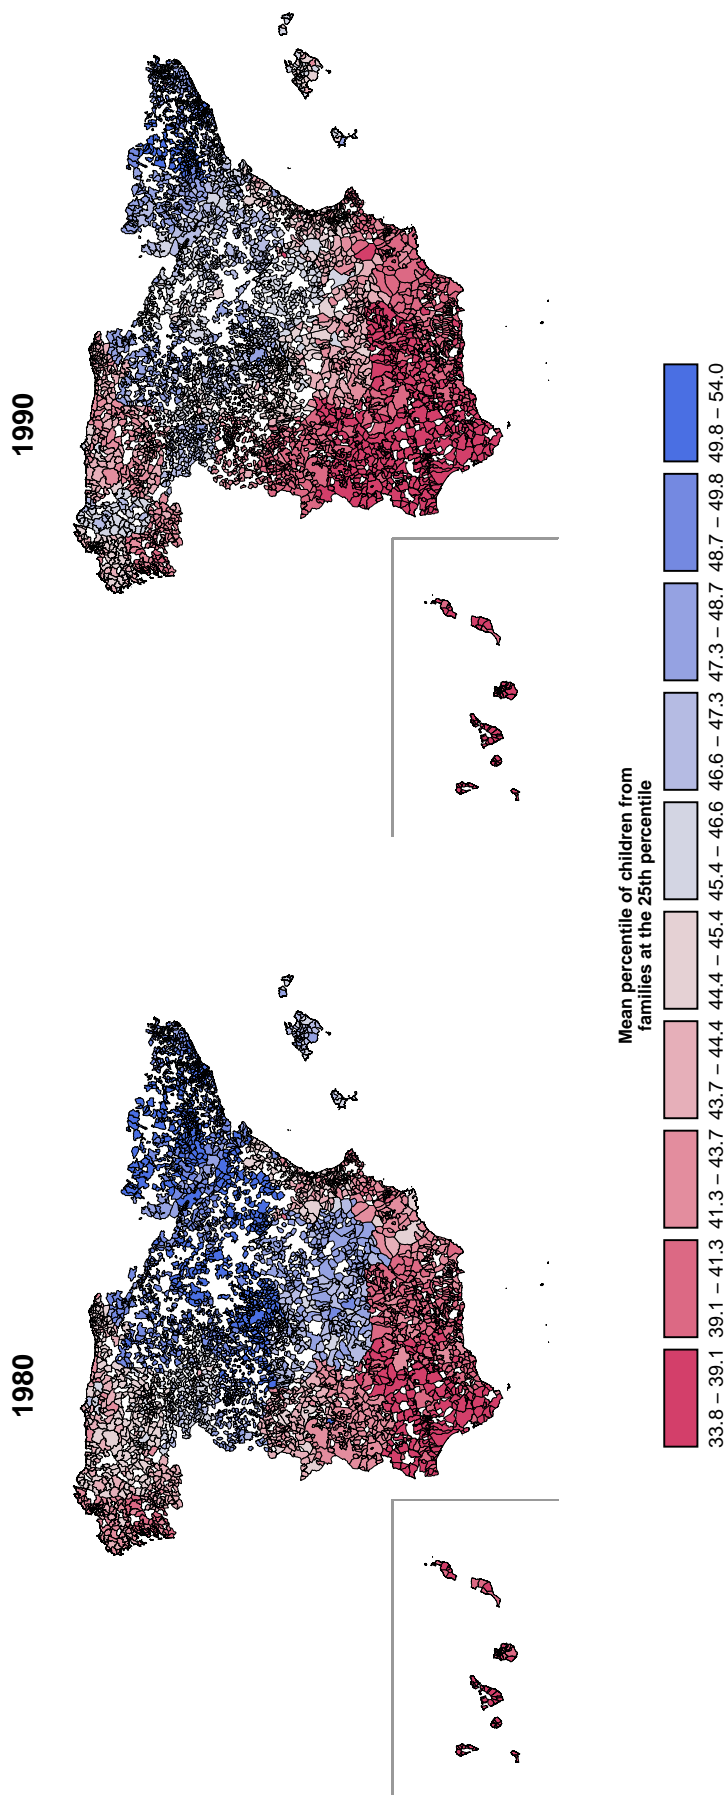 1980
1990
Mean percentile of children from
families at the 25th percentile
33.8 – 39.1
39.1 – 41.3
41.3 – 43.7
43.7 – 44.4
44.4 – 45.4
45.4 – 46.6
46.6 – 47.3
47.3 – 48.7
48.7 – 49.8
49.8 – 54.0